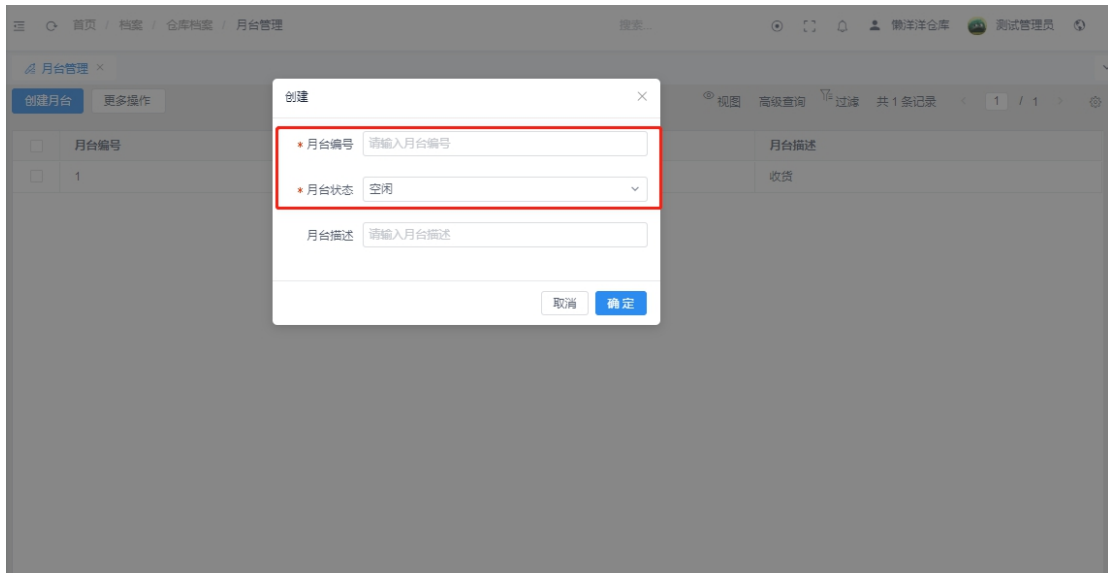 首页 / 档案 / 仓库档案 / 月台管理 搜索... 懒洋洋仓库 测试管理员
月台管理 ×
创建月台 更多操作 视图 高级查询 过滤 共 1 条记录 < 1 / 1 >
月台编号 月台描述
1 收货
创建 ×
* 月台编号 请输入月台编号
* 月台状态 空闲
月台描述 请输入月台描述
取消 确定